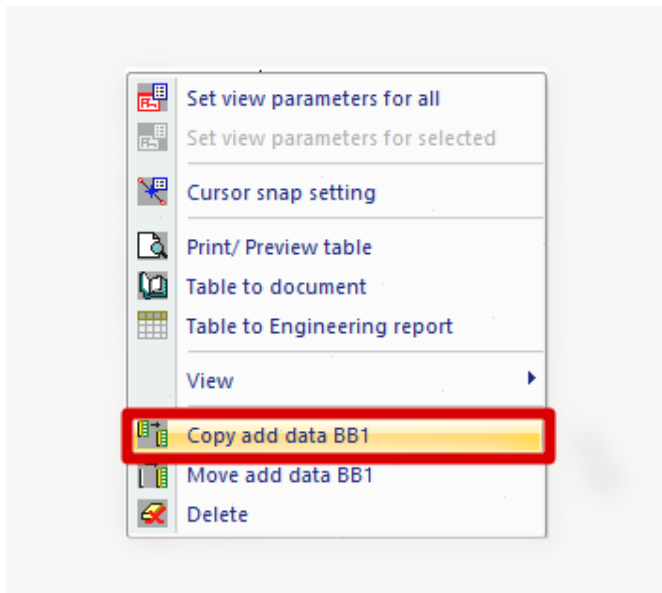 Set view parameters for all
Set view parameters for selected
Cursor snap setting
Print/ Preview table
Table to document
Table to Engineering report
View
Copy add data BB1
Move add data BB1
Delete